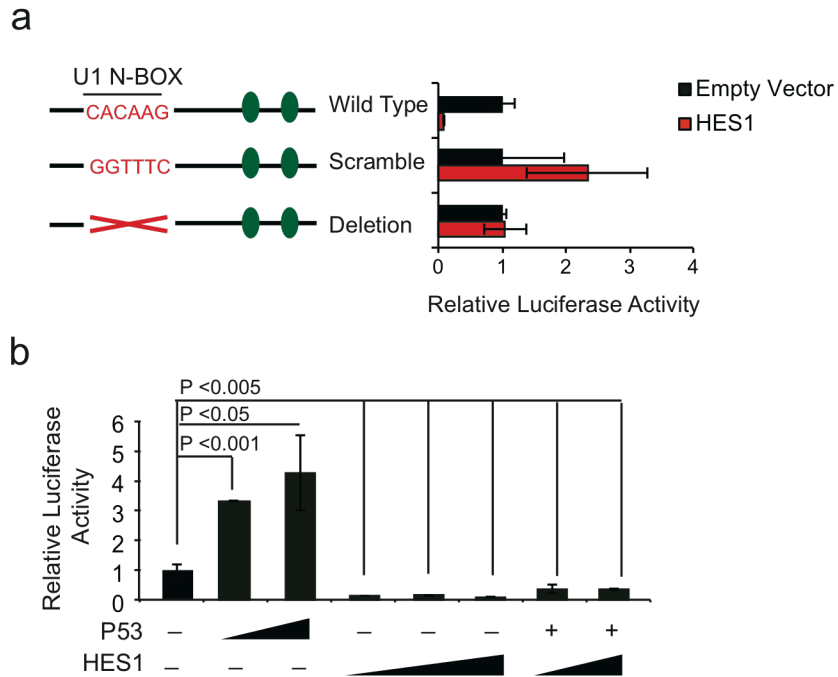 a
U1 N-BOX
CACAAG
Wild Type
GGTTTC
Scramble
Deletion
Empty Vector
HES1
0 1 2 3 4
Relative Luciferase Activity
b
P <0.005
P <0.05
P <0.001
Relative Luciferase
Activity
6
5
4
3
2
1
0
P53 – – – – + +
HES1 – – –